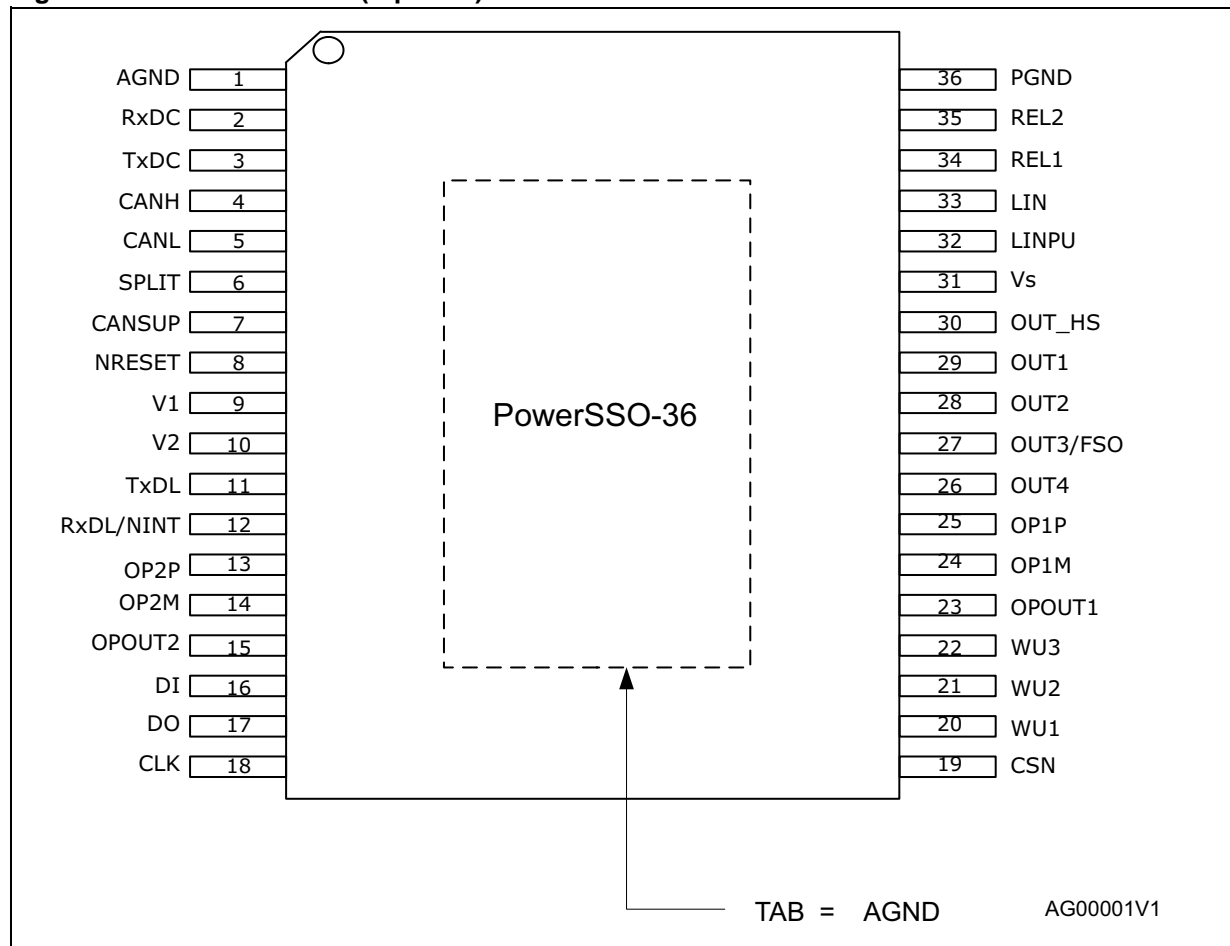 AGND 1
RxDC 2
TxDC 3
CANH 4
CANL 5
SPLIT 6
CANSUP 7
NRESET 8
V1 9
V2 10
TxDL 11
RxDL/NINT 12
OP2P 13
OP2M 14
OPOUT2 15
DI 16
DO 17
CLK 18
PowerSSO-36
36 PGND
35 REL2
34 REL1
33 LIN
32 LINPU
31 Vs
30 OUT_HS
29 OUT1
28 OUT2
27 OUT3/FSO
26 OUT4
25 OP1P
24 OP1M
23 OPOUT1
22 WU3
21 WU2
20 WU1
19 CSN
TAB = AGND
AG00001V1